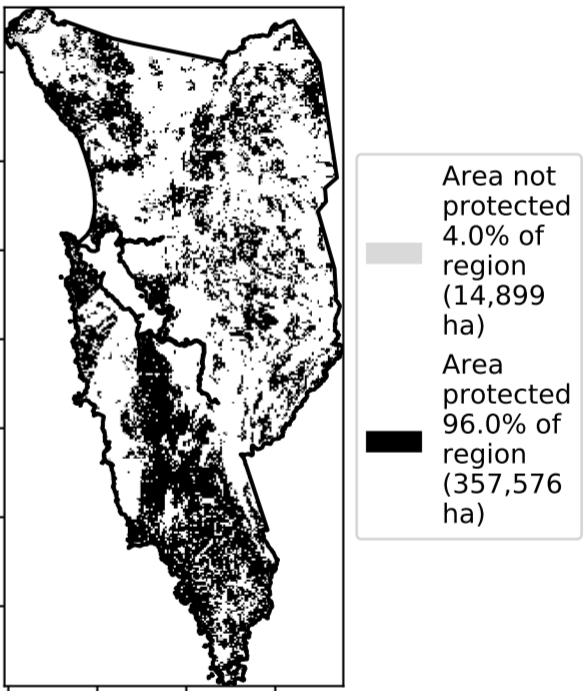 Area not
protected
4.0% of
region
(14,899
ha)
Area
protected
96.0% of
region
(357,576
ha)